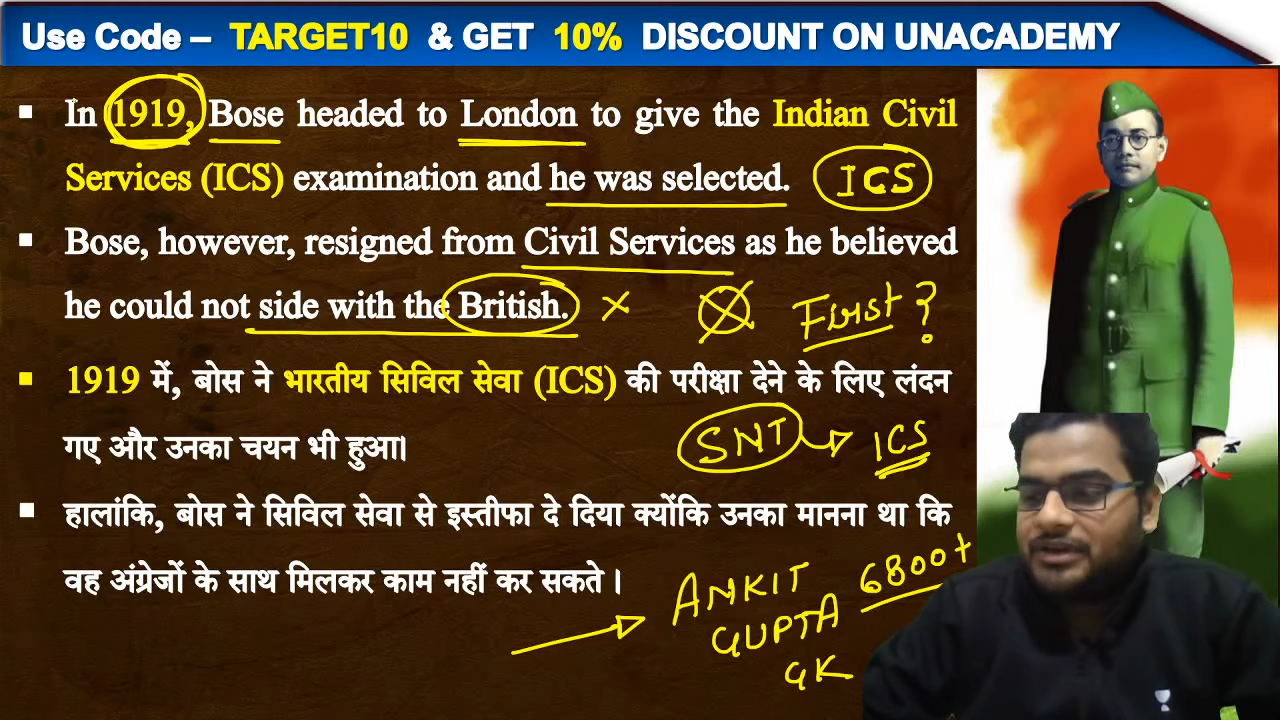 Use Code – TARGET10 & GET 10% DISCOUNT ON UNACADEMY
In 1919, Bose headed to London to give the Indian Civil
Services (ICS) examination and he was selected. ICS
Bose, however, resigned from Civil Services as he believed
he could not side with the British. First?
1919 में, बोस ने भारतीय सिविल सेवा (ICS) की परीक्षा देने के लिए लंदन
गए और उनका चयन भी हुआ।
SNT → ICS
हालांकि, बोस ने सिविल सेवा से इस्तीफा दे दिया क्योंकि उनका मानना था कि
वह अंग्रेजों के साथ मिलकर काम नहीं कर सकते।
ANKIT 6800+
GUPTA
GK